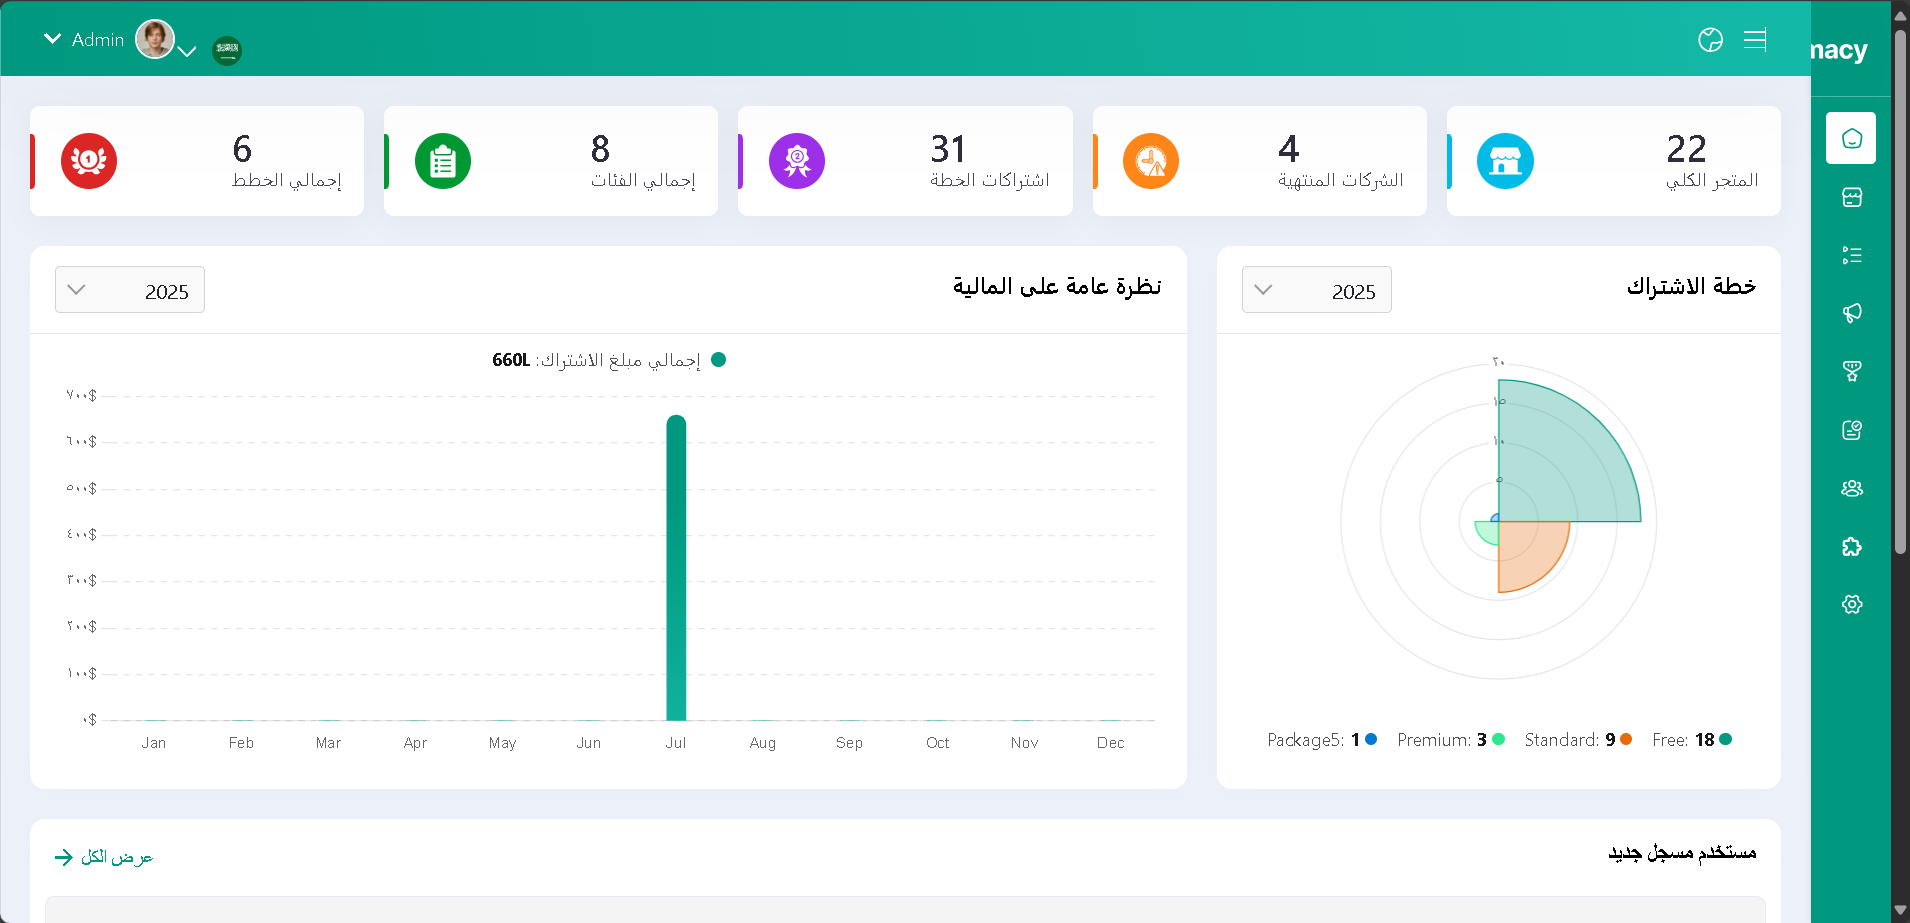 macy
Admin
22
المتجر الكلي
4
الشركات المنتهية
31
اشتراكات الخطة
8
إجمالي الفئات
6
إجمالي الخطط
خطة الاشتراك
2025
٢٠
١٥
١٠
٥
Free: 18
Standard: 9
Premium: 3
Package5: 1
نظرة عامة على المالية
2025
إجمالي مبلغ الاشتراك: 660L
٧٠٠$
٦٠٠$
٥٠٠$
٤٠٠$
٣٠٠$
٢٠٠$
١٠٠$
٠$
Jan Feb Mar Apr May Jun Jul Aug Sep Oct Nov Dec
مستخدم مسجل جديد
عرض الكل